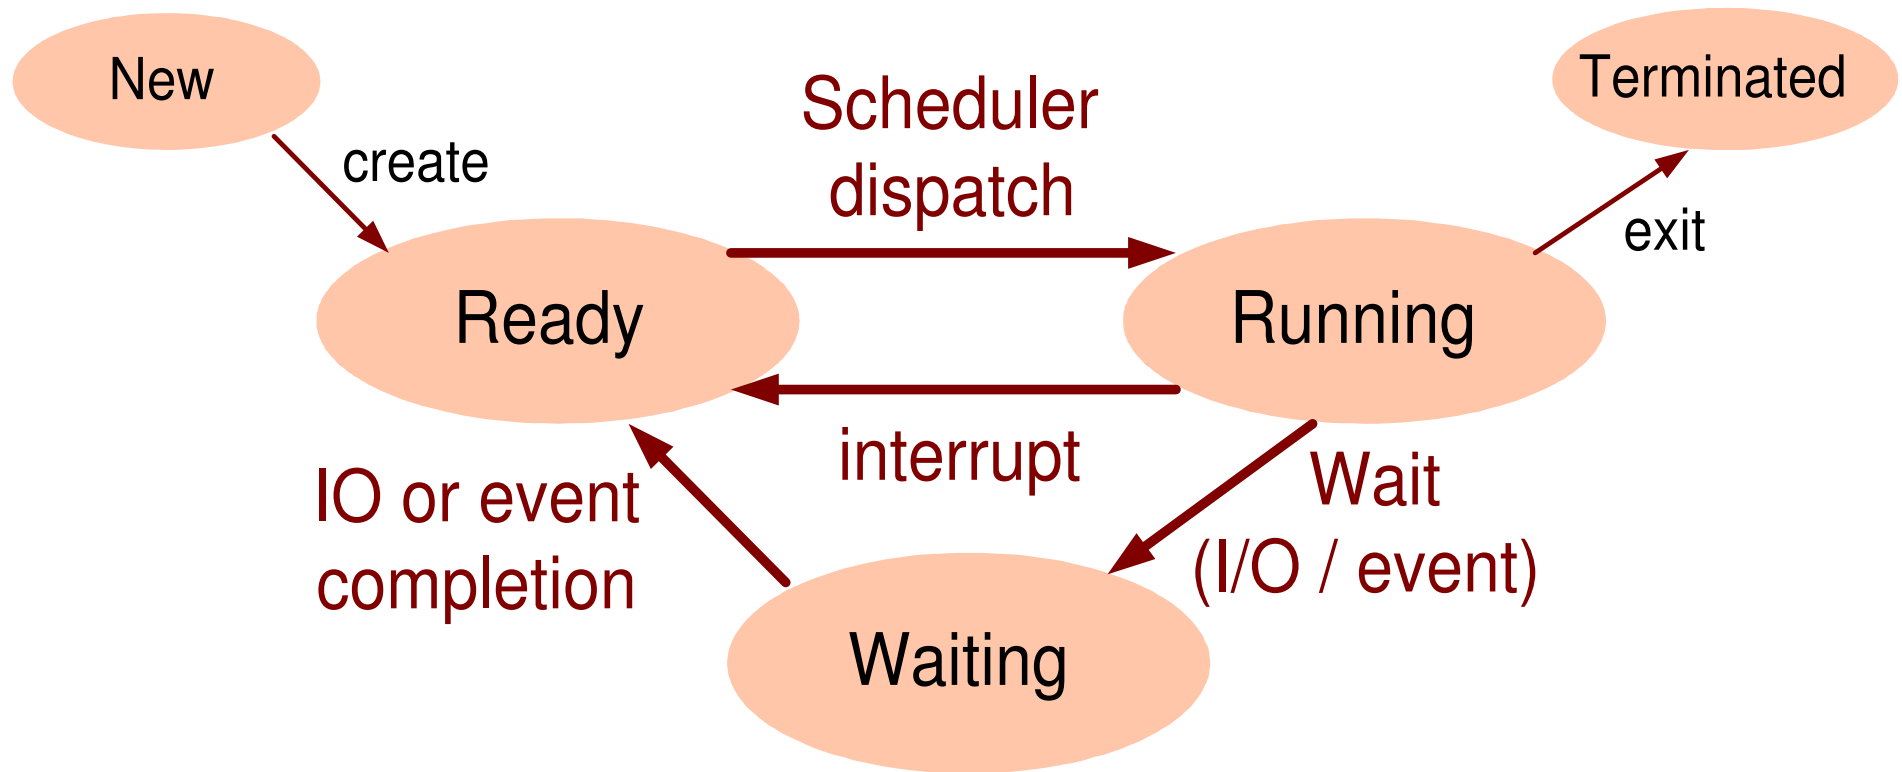 New
Terminated
Scheduler
dispatch
create
exit
Ready
Running
interrupt
IO or event
completion
Wait
(I/O / event)
Waiting